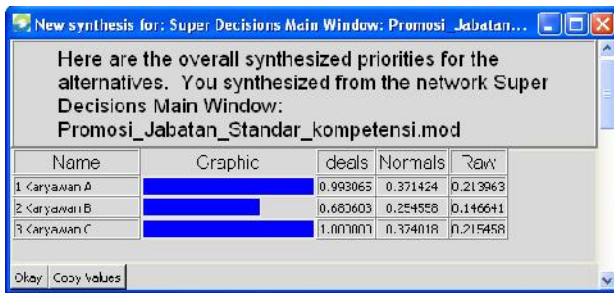 New synthesis for: Super Decisions Main Window: Promosi_Jabatan...
Here are the overall synthesized priorities for the
alternatives. You synthesized from the network Super
Decisions Main Window:
Promosi_Jabatan_Standar_kompetensi.mod
Name Graphic deals Normals Raw
1 Karyawan A 0.993065 0.371424 0.213963
2 Karyawan B 0.254558 0.146641
3 Karyawan C 1.000000 0.374018 0.215458
Okay Copy Values